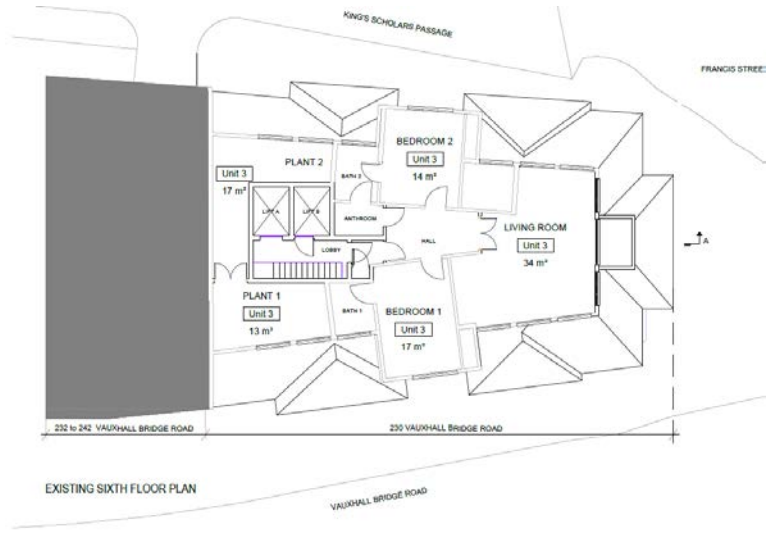 KING'S SCHOLARS PASSAGE
FRANCIS STREE
BEDROOM 2
Unit 3
14 m²
PLANT 2
Unit 3
17 m²
BATH 2
LIFT A
LIFT B
ANTHROOM
LOBBY
HALL
LIVING ROOM
Unit 3
34 m²
A
PLANT 1
Unit 3
13 m²
BATH 1
BEDROOM 1
Unit 3
17 m²
232 to 242 VAUXHALL BRIDGE ROAD
230 VAUXHALL BRIDGE ROAD
EXISTING SIXTH FLOOR PLAN
VAUXHALL BRIDGE ROAD